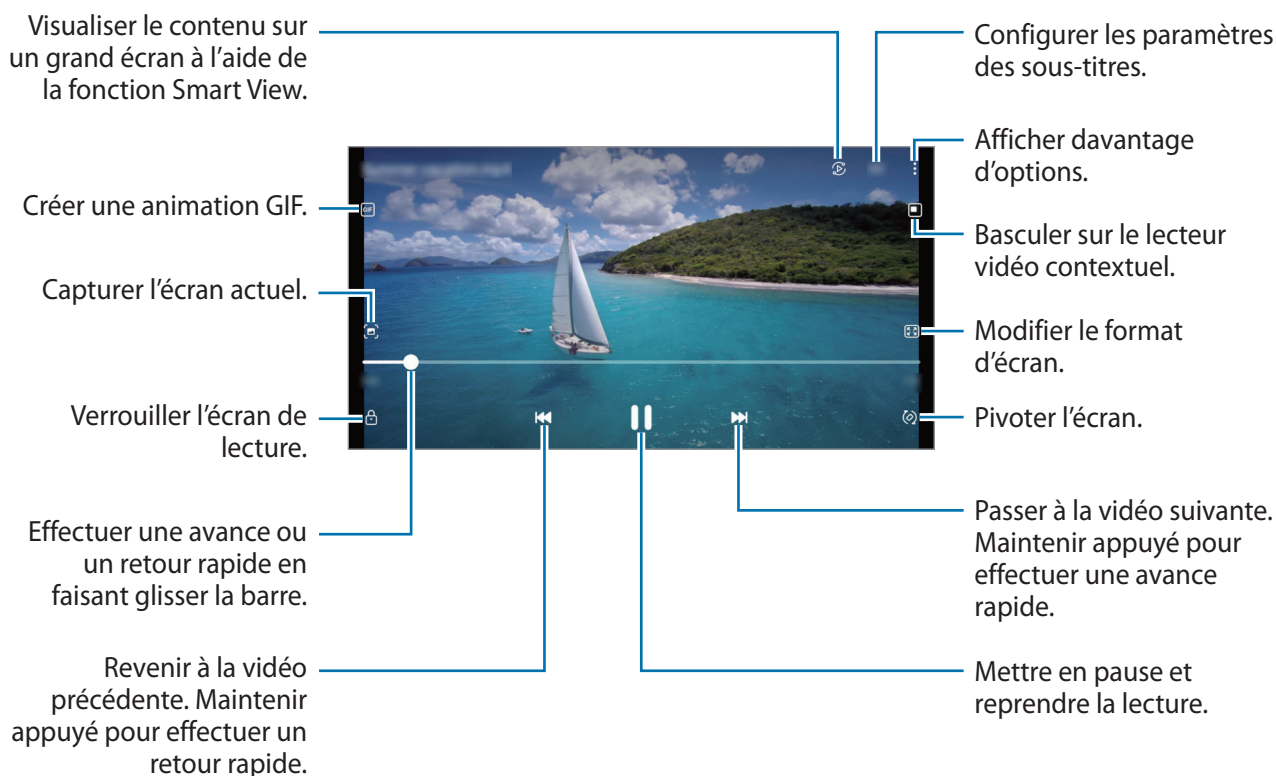 Visualiser le contenu sur
un grand écran à l'aide de
la fonction Smart View.
Créer une animation GIF.
Capturer l'écran actuel.
Verrouiller l'écran de
lecture.
Effectuer une avance ou
un retour rapide en
faisant glisser la barre.
Revenir à la vidéo
précédente. Maintenir
appuyé pour effectuer un
retour rapide.
GIF
Configurer les paramètres
des sous-titres.
Afficher davantage
d'options.
Basculer sur le lecteur
vidéo contextuel.
Modifier le format
d'écran.
Pivoter l'écran.
Passer à la vidéo suivante.
Maintenir appuyé pour
effectuer une avance
rapide.
Mettre en pause et
reprendre la lecture.